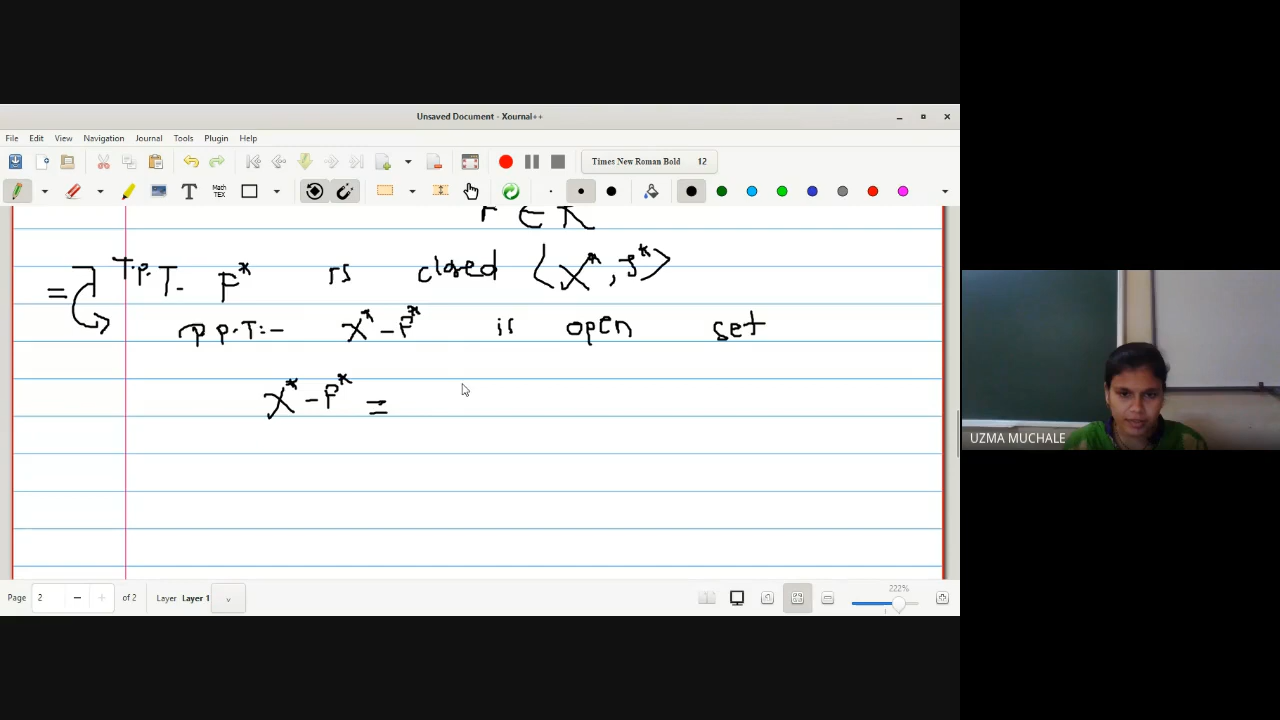 Unsaved Document - Xournal++
File Edit View Navigation Journal Tools Plugin Help
Times New Roman Bold 12
T.P.T. F* is closed (X*, J*)
P.T:- X* - F* is open set
X* - F* =
UZMA MUCHALE
Page 2 of 2 Layer Layer 1
222%